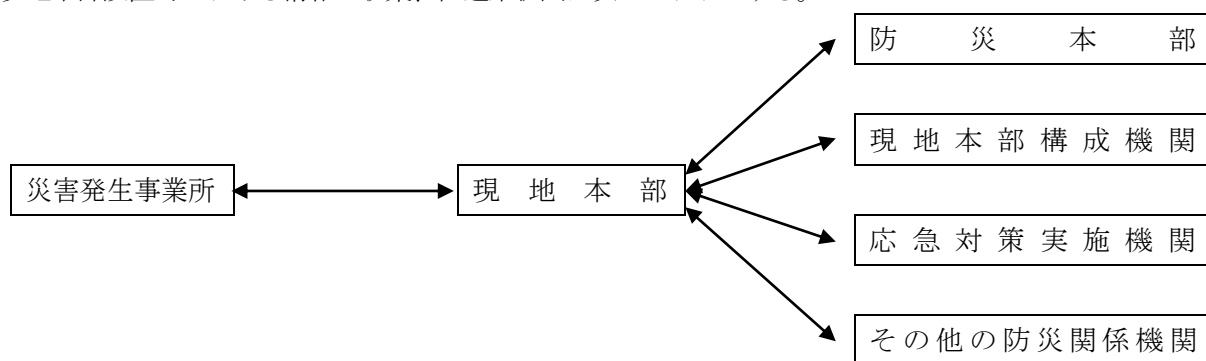 防災本部
現地本部構成機関
災害発生事業所
現地本部
応急対策実施機関
その他の防災関係機関